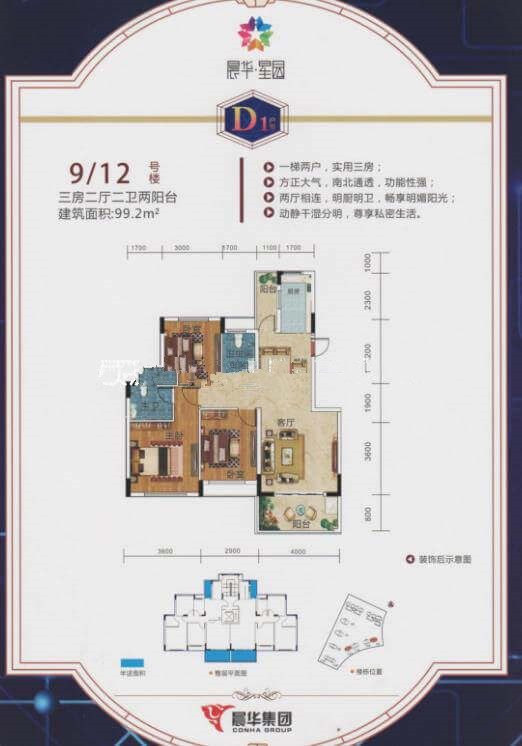 晨华·星园
D1户型
9/12号楼
三房二厅二卫两阳台
建筑面积:99.2m²
一梯两户，实用三房；
方正大气，南北通透，功能性强；
两厅相连，明厨明卫，畅享明媚阳光；
动静干湿分明，尊享私密生活。
1700 3000 1700 1100 1700
1000
2300
阳台
厨房
卧室
卫生间
200
主卫
1900
客厅
主卧
卧室
3600
阳台
800
3600 2900 4000
装饰后示意图
半送面积
整层平面图
楼栋位置
晨华集团
CONHA GROUP